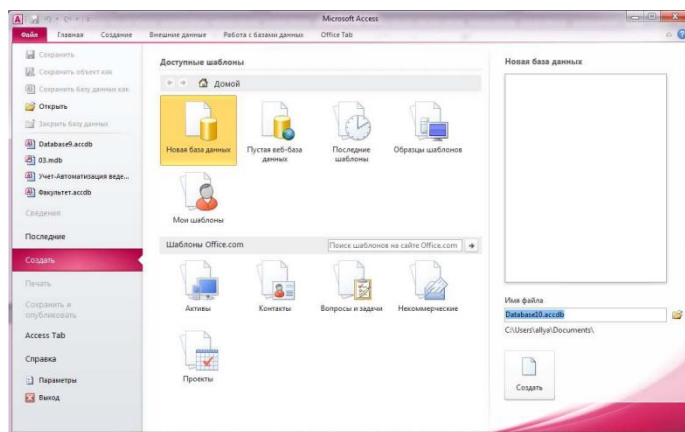 Microsoft Access
Файл
Главная
Создание
Внешние данные
Работа с базами данных
Office Tab
Сохранить
Сохранить объект как
Сохранить базу данных как
Открыть
Закрыть базу данных
Database9.accdb
03.mdb
Учет-Автоматизация веде...
Факультет.accdb
Сведения
Последние
Создать
Печать
Сохранить и
опубликовать
Access Tab
Справка
Параметры
Выход
Доступные шаблоны
Домой
Новая база данных
Пустая веб-база
данных
Последние
шаблоны
Образцы шаблонов
Мои шаблоны
Шаблоны Office.com
Поиск шаблонов на сайте Office.com
Активы
Контакты
Вопросы и задачи
Некоммерческие
Проекты
Новая база данных
Имя файла
Database10.accdb
C:\Users\allya\Documents\
Создать